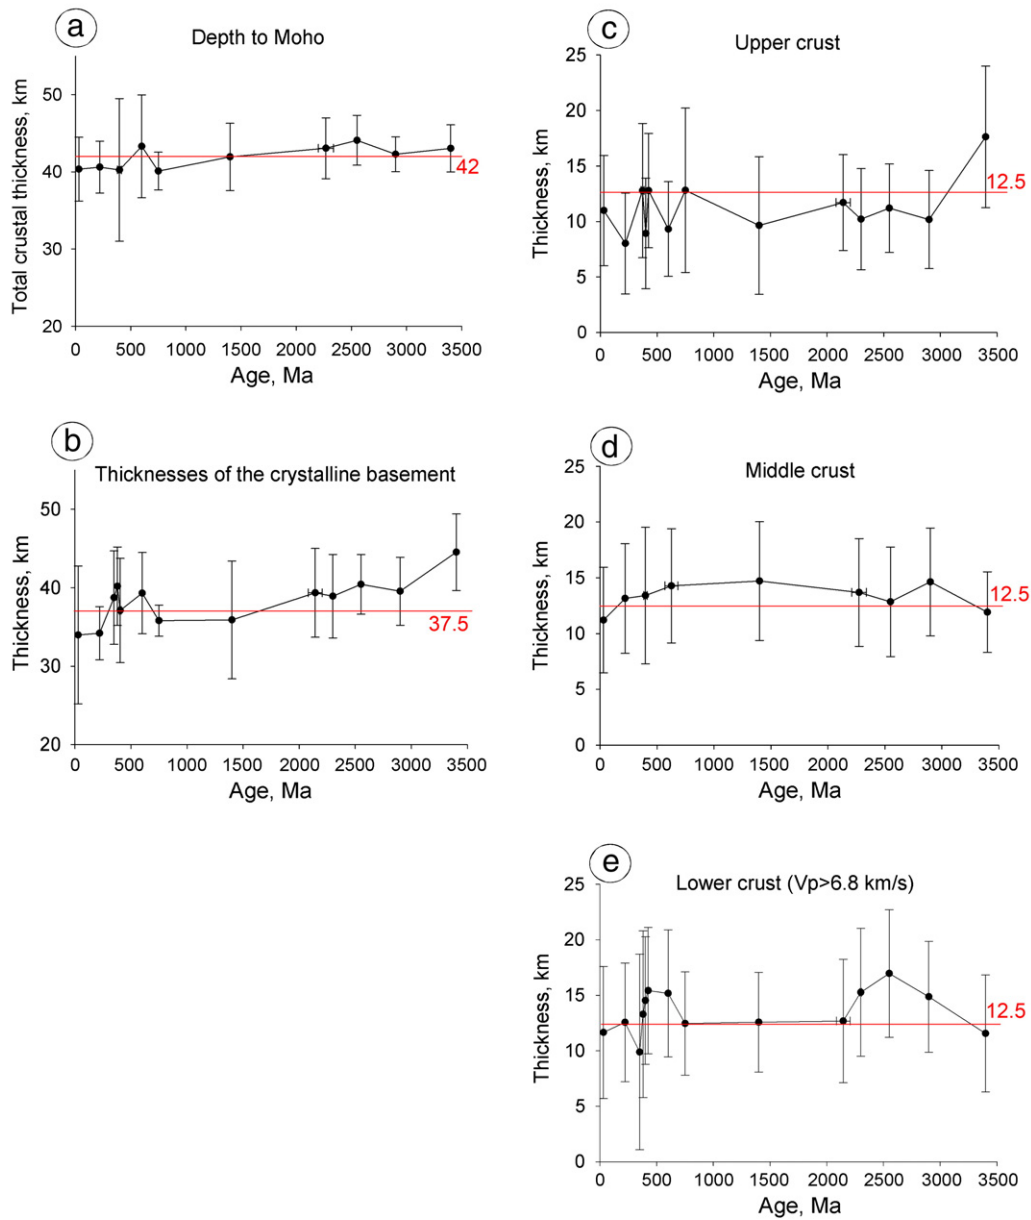 a
Depth to Moho
Total crustal thickness, km
50
40
30
20
42
0 500 1000 1500 2000 2500 3000 3500
Age, Ma
b
Thicknesses of the crystalline basement
Thickness, km
50
40
30
20
37.5
0 500 1000 1500 2000 2500 3000 3500
Age, Ma
c
Upper crust
Thickness, km
25
20
15
10
5
0
12.5
0 500 1000 1500 2000 2500 3000 3500
Age, Ma
d
Middle crust
Thickness, km
25
20
15
10
5
0
12.5
0 500 1000 1500 2000 2500 3000 3500
Age, Ma
e
Lower crust (Vp>6.8 km/s)
Thickness, km
25
20
15
10
5
0
12.5
0 500 1000 1500 2000 2500 3000 3500
Age, Ma